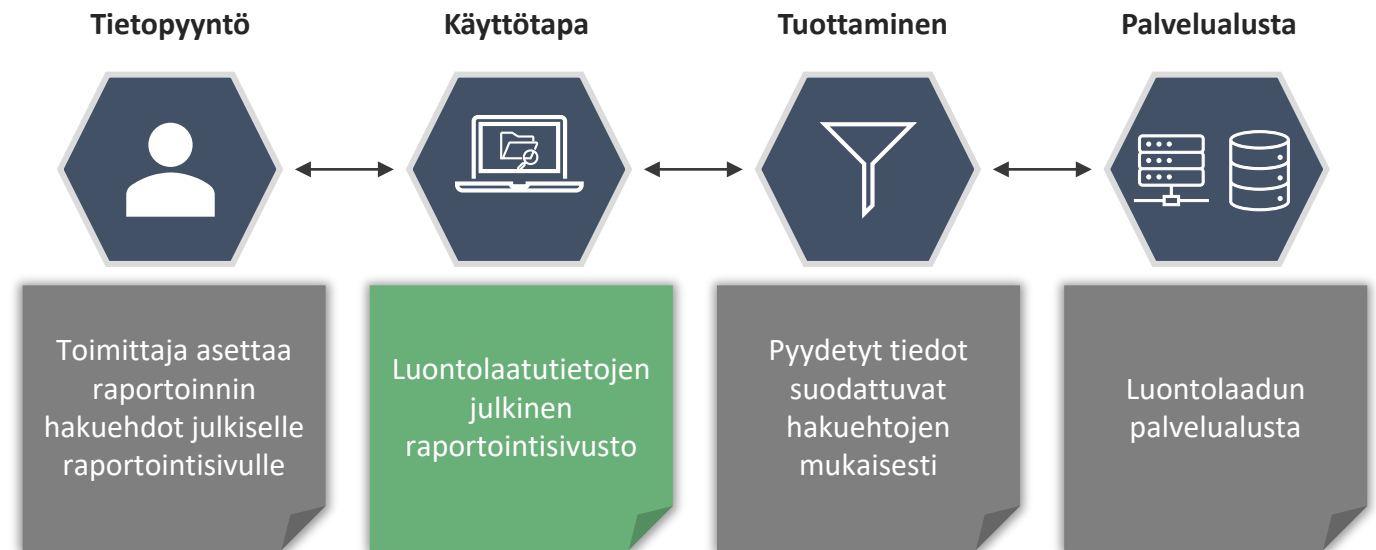 Tietopyyntö
Käyttötapa
Tuottaminen
Palvelualusta
Toimittaja asettaa
raportoinnin
hakuehdot julkiselle
raportointisivulle
Luontolaatutietojen
julkinen
raportointisivusto
Pyydetyt tiedot
suodattuvat
hakuehtojen
mukaisesti
Luontolaadun
palvelualusta